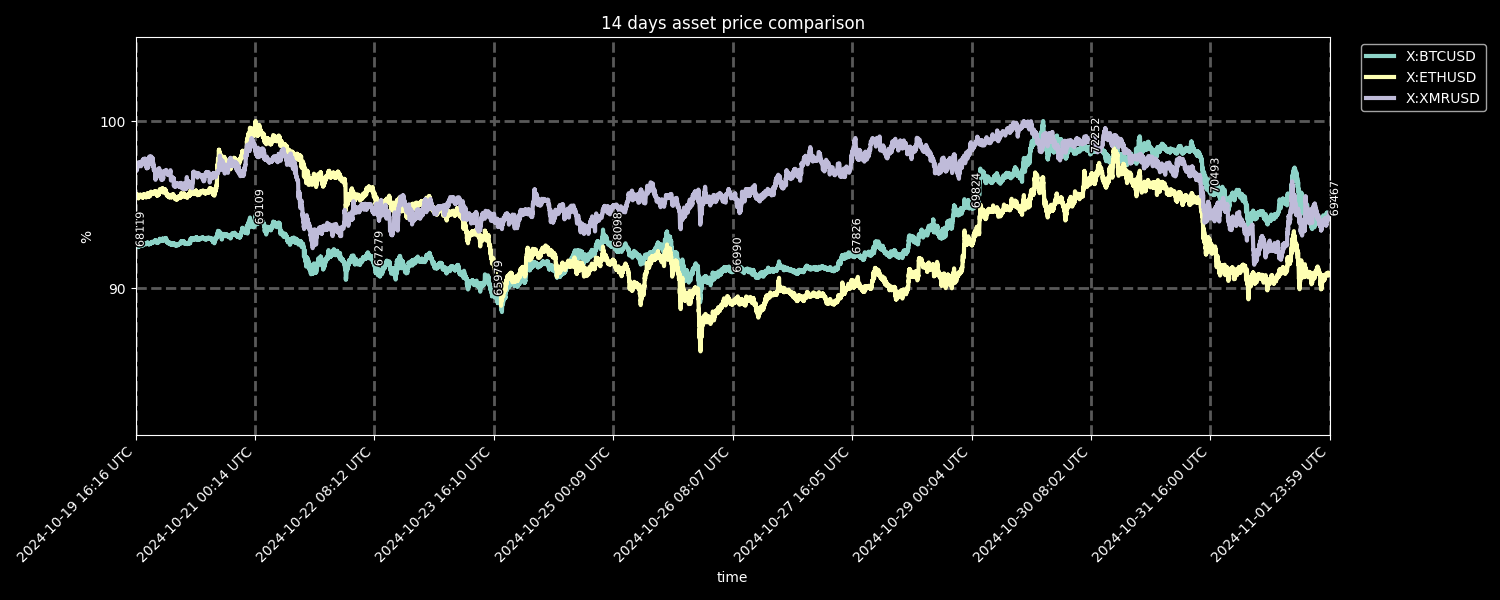 14 days asset price comparison
X:BTCUSD
X:ETHUSD
X:XMRUSD
100
90
%
68119
69109
67279
65979
68098
66990
67826
69824
72252
70493
69467
2024-10-19 16:16 UTC
2024-10-21 00:14 UTC
2024-10-22 08:12 UTC
2024-10-23 16:10 UTC
2024-10-25 00:09 UTC
2024-10-26 08:07 UTC
2024-10-27 16:05 UTC
2024-10-29 00:04 UTC
2024-10-30 08:02 UTC
2024-10-31 16:00 UTC
2024-11-01 23:59 UTC
time